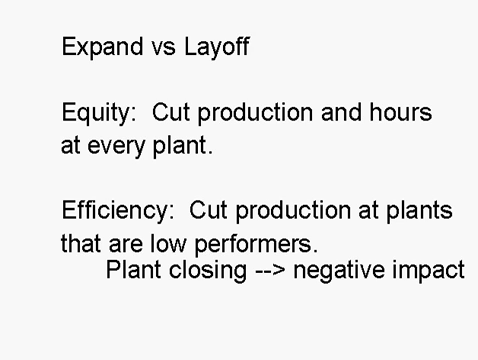 Expand vs Layoff
Equity:  Cut production and hours
at every plant.
Efficiency:  Cut production at plants
that are low performers.
Plant closing --> negative impact